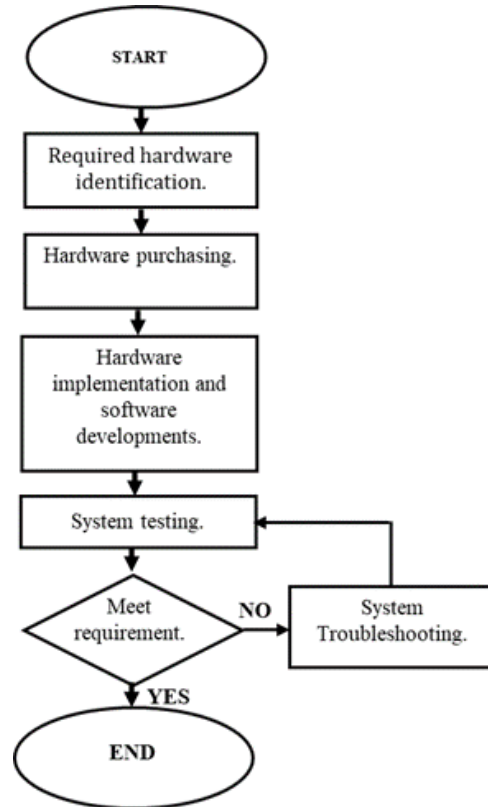 START
Required hardware
identification.
Hardware purchasing.
Hardware
implementation and
software
developments.
System testing.
Meet
requirement.
NO
System
Troubleshooting.
YES
END